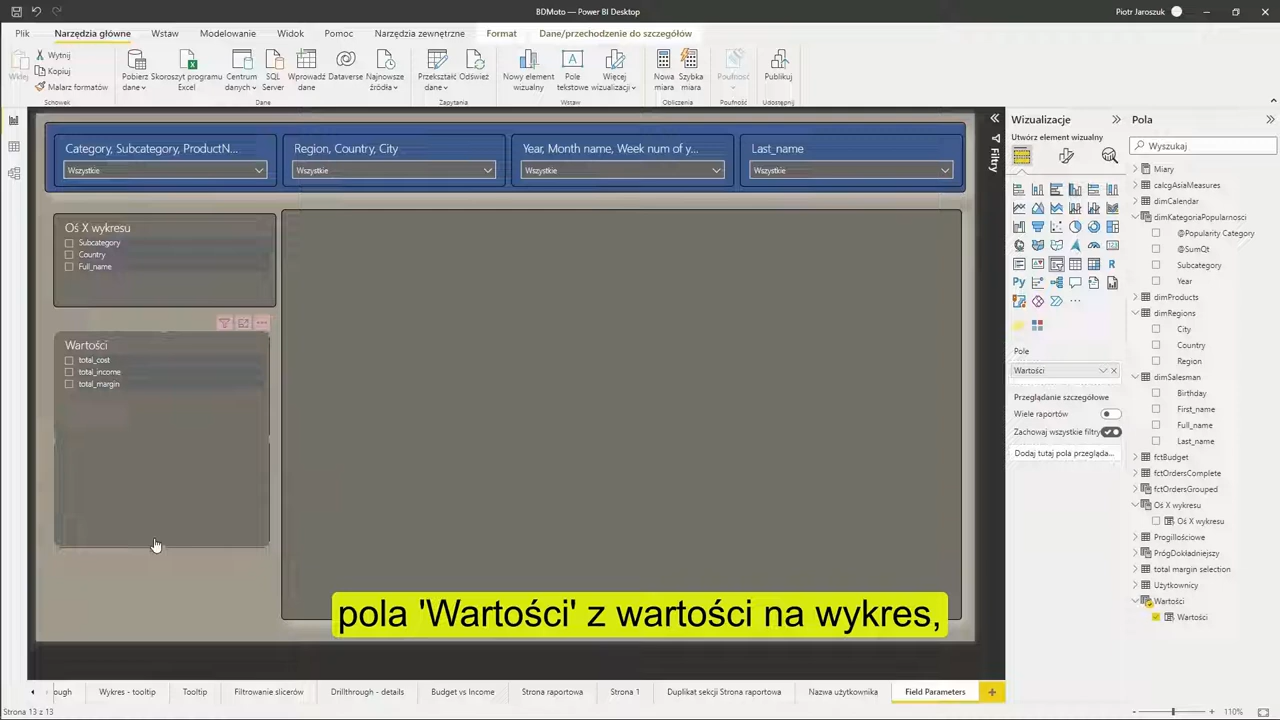 BDMoto — Power BI Desktop
Piotr Jaroszuk
Plik
Narzędzia główne
Wstaw
Modelowanie
Widok
Pomoc
Narzędzia zewnętrzne
Format
Dane/przechodzenie do szczegółów
Wklej
Wytnij
Kopiuj
Malarz formatów
Schowek
Pobierz dane
Skoroszyt programu Excel
Centrum danych
SQL Server
Wprowadź dane
Dataverse
Najnowsze źródła
Dane
Przekształć dane
Odśwież
Zapytania
Nowy element wizualny
Pole tekstowe
Więcej wizualizacji
Wstaw
Nowa miara
Szybka miara
Obliczenia
Poufność
Poufność
Publikuj
Udostępnij
Category, Subcategory, ProductN...
Wszystkie
Region, Country, City
Wszystkie
Year, Month name, Week num of y...
Wszystkie
Last_name
Wszystkie
Oś X wykresu
Subcategory
Country
Full_name
Wartości
total_cost
total_income
total_margin
pola 'Wartości' z wartości na wykres,
Filtry
Wizualizacje
Utwórz element wizualny
Pole
Wartości
Przeglądanie szczegółowe
Wiele raportów
Zachowaj wszystkie filtry
Dodaj tutaj pola przegląda...
Pola
Wyszukaj
Miary
calcgAsiaMeasures
dimCalendar
dimKategoriaPopularnosci
@Popularity Category
@SumQt
Subcategory
Year
dimProducts
dimRegions
City
Country
Region
dimSalesman
Birthday
First_name
Full_name
Last_name
fctBudget
fctOrdersComplete
fctOrdersGrouped
Oś X wykresu
Oś X wykresu
ProgiIlościowe
PrógDokładniejszy
total margin selection
Użytkownicy
Wartości
Wartości
ough
Wykres - tooltip
Tooltip
Filtrowanie slicerów
Drillthrough - details
Budget vs Income
Strona raportowa
Strona 1
Duplikat sekcji Strona raportowa
Nazwa użytkownika
Field Parameters
Strona 13 z 13
110%